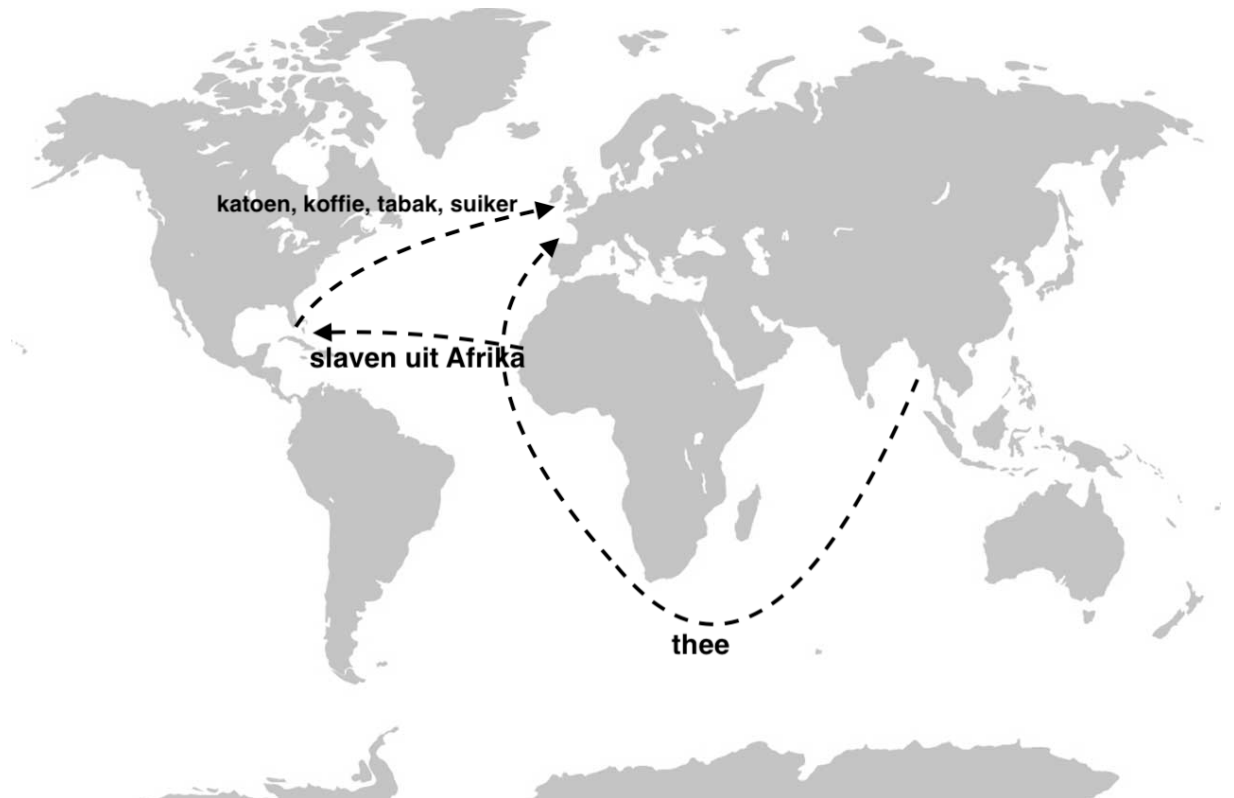 katoen, koffie, tabak, suiker
slaven uit Afrika
thee